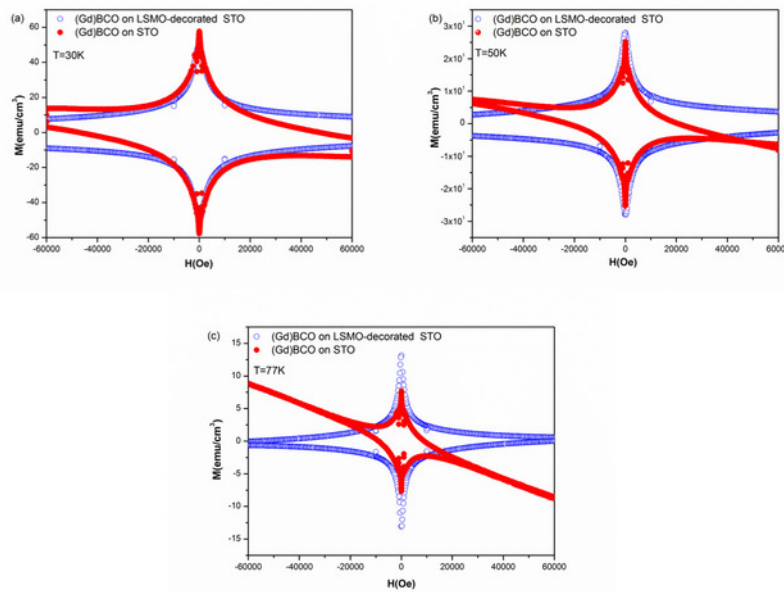 (a)
(Gd)BCO on LSMO-decorated STO
(Gd)BCO on STO
T=30K
M(emu/cm³)
60
40
20
0
-20
-40
-60
-60000 -40000 -20000 0 20000 40000 60000
H(Oe)
(b)
(Gd)BCO on LSMO-decorated STO
(Gd)BCO on STO
T=50K
M(emu/cm³)
3x10¹
2x10¹
1x10¹
0
-1x10¹
-2x10¹
-3x10¹
-60000 -40000 -20000 0 20000 40000 60000
H(Oe)
(c)
(Gd)BCO on LSMO-decorated STO
(Gd)BCO on STO
T=77K
M(emu/cm³)
15
10
5
0
-5
-10
-15
-60000 -40000 -20000 0 20000 40000 60000
H(Oe)